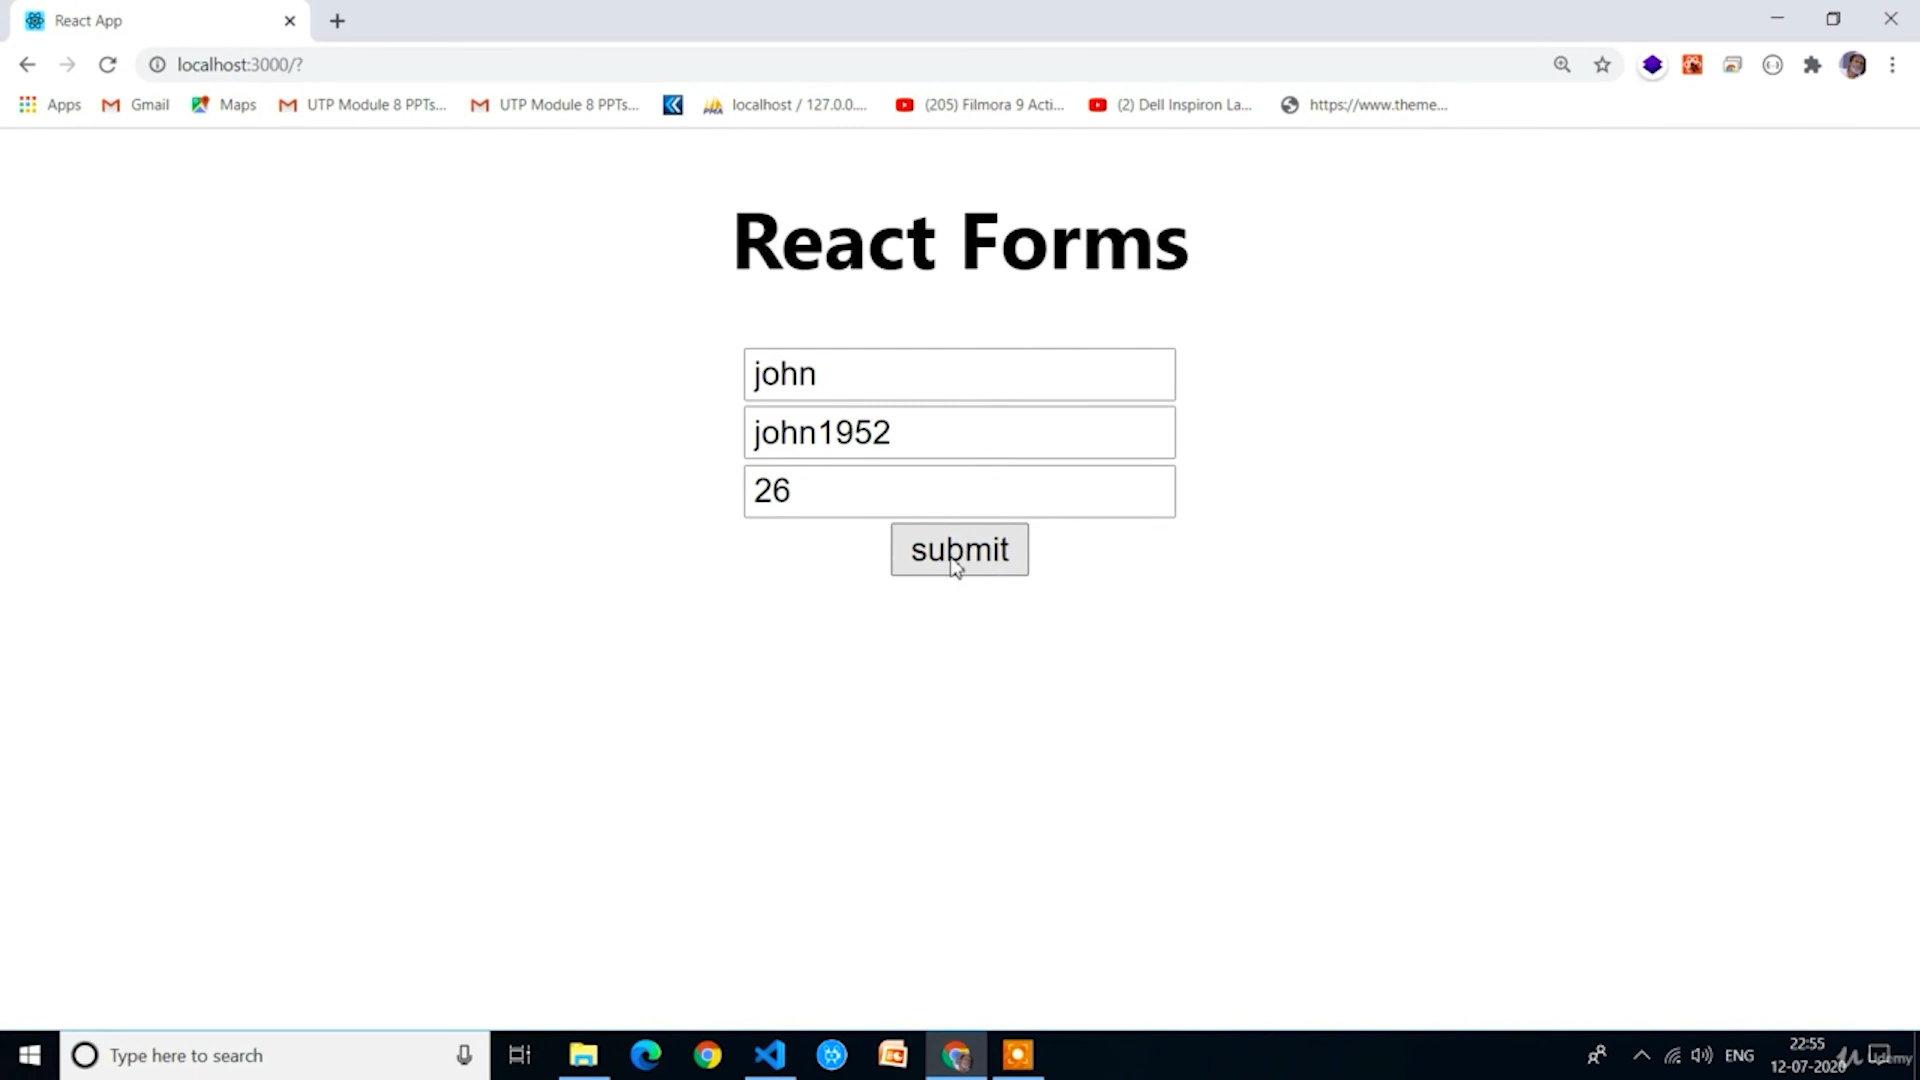 React App
localhost:3000/?
Apps Gmail Maps UTP Module 8 PPTs... UTP Module 8 PPTs... localhost / 127.0.0.... (205) Filmora 9 Acti... (2) Dell Inspiron La... https://www.theme...
React Forms
john
john1952
26
submit
Type here to search
ENG
22:55
12-07-2020
Udemy